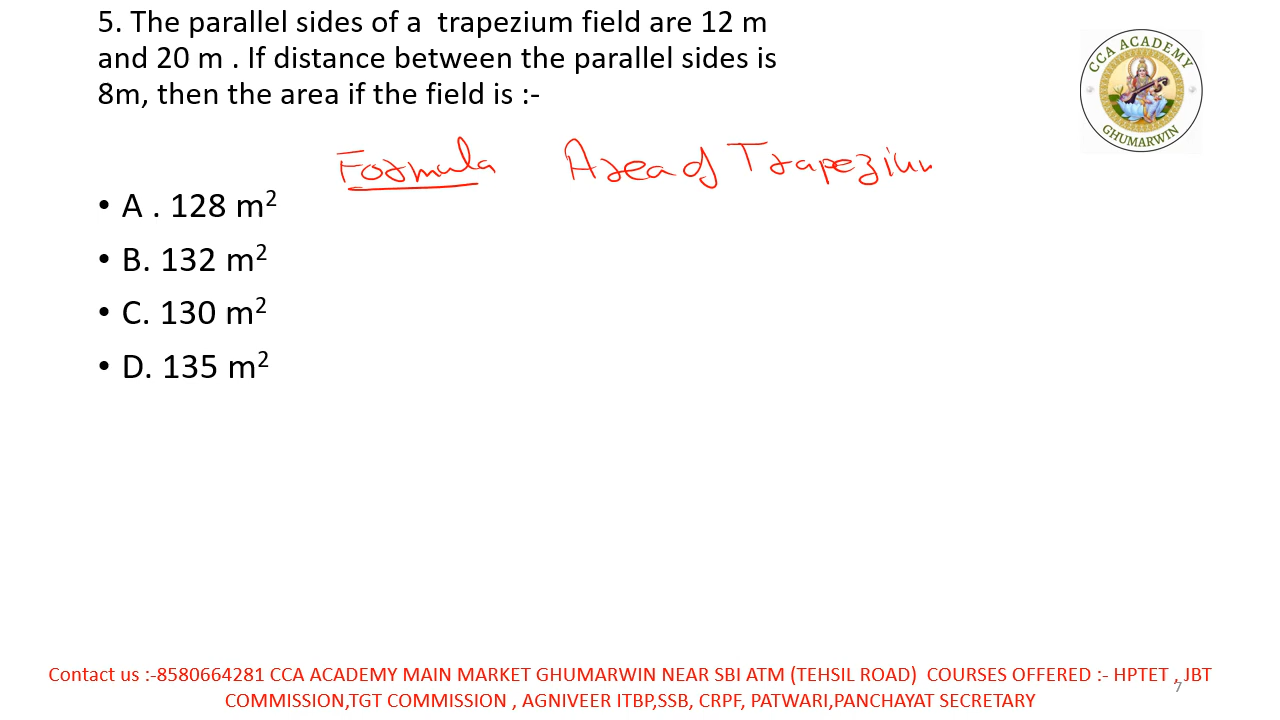 5. The parallel sides of a trapezium field are 12 m
and 20 m . If distance between the parallel sides is
8m, then the area if the field is :-
CCA ACADEMY
GHUMARWIN
Formula Area of Trapezium
• A . 128 m²
• B. 132 m²
• C. 130 m²
• D. 135 m²
Contact us :-8580664281 CCA ACADEMY MAIN MARKET GHUMARWIN NEAR SBI ATM (TEHSIL ROAD) COURSES OFFERED :- HPTET , JBT
COMMISSION,TGT COMMISSION , AGNIVEER ITBP,SSB, CRPF, PATWARI,PANCHAYAT SECRETARY
7